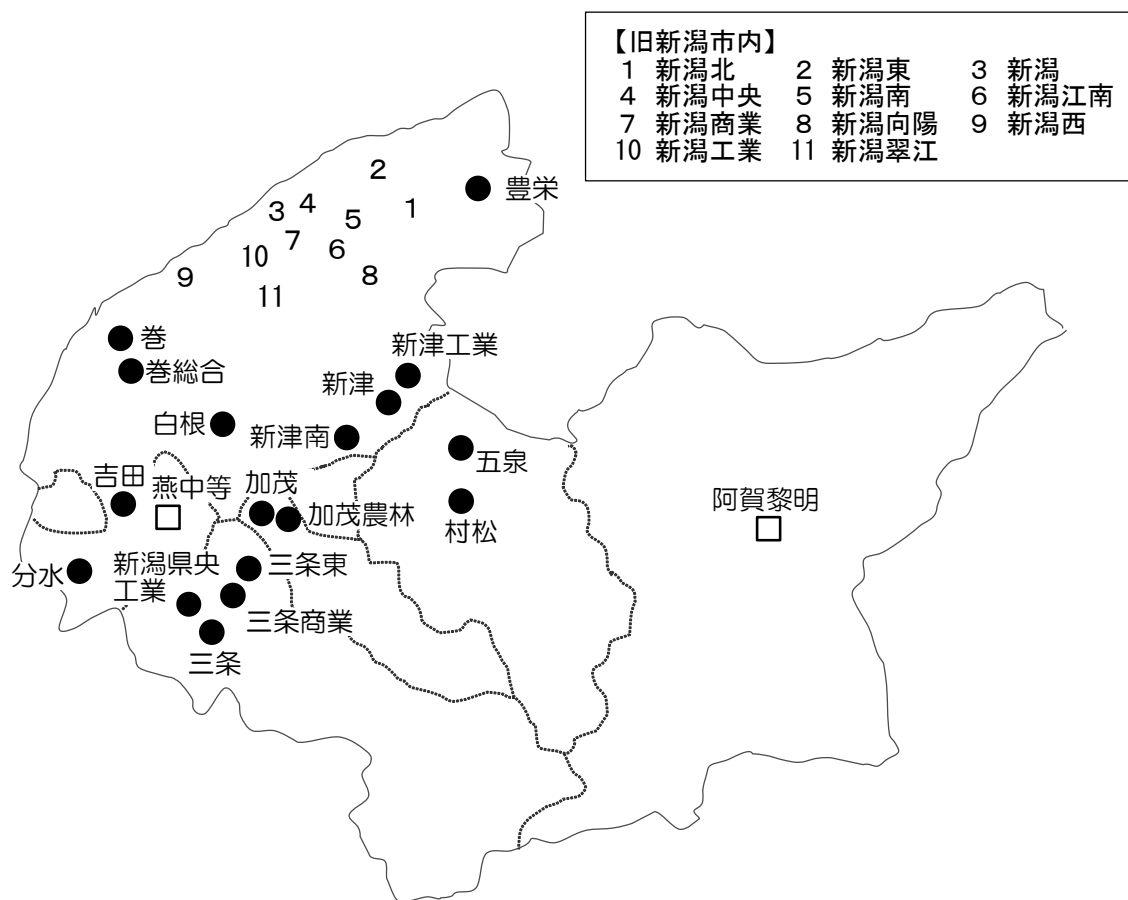 【旧新潟市内】
1 新潟北 2 新潟東 3 新潟
4 新潟中央 5 新潟南 6 新潟江南
7 新潟商業 8 新潟向陽 9 新潟西
10 新潟工業 11 新潟翠江
2
豊栄
3
4
1
5
7
6
10
8
9
11
巻
新津工業
巻総合
新津
白根
新津南
五泉
吉田
燕中等
加茂
加茂農林
村松
阿賀黎明
分水
新潟県央
工業
三条東
三条商業
三条